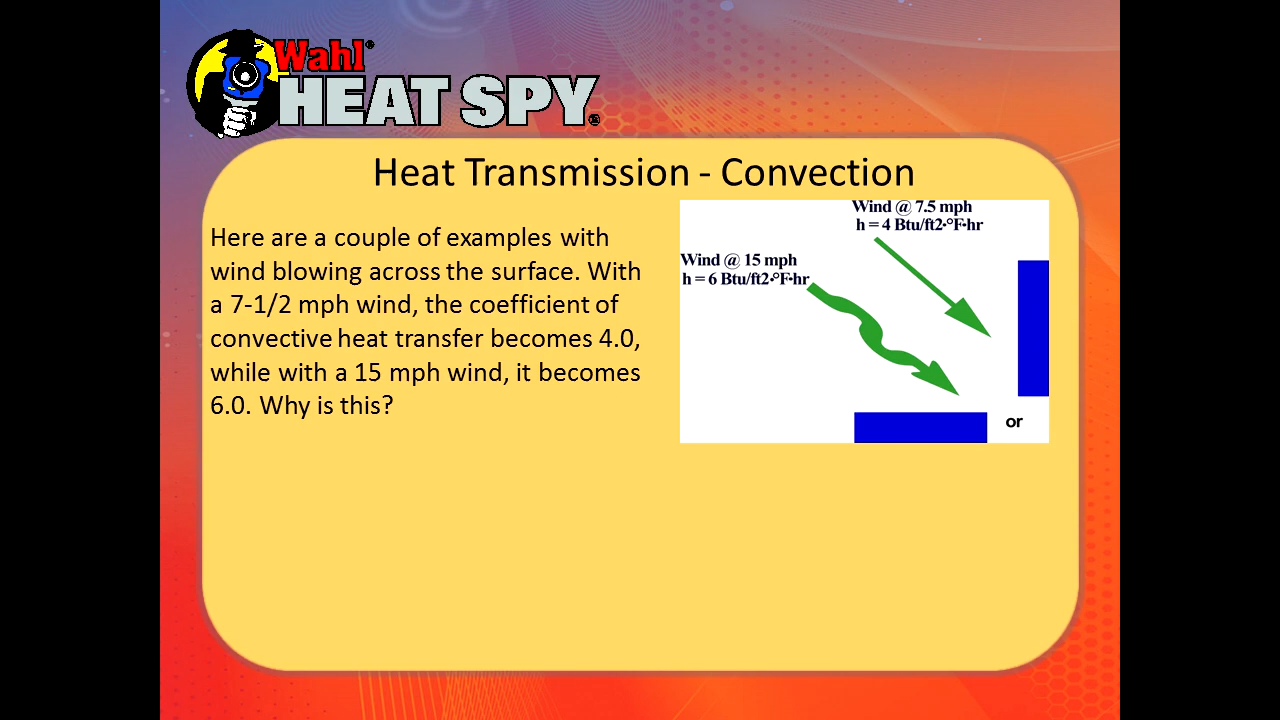 Wahl®
HEAT SPY®
Heat Transmission - Convection
Here are a couple of examples with
wind blowing across the surface. With
a 7-1/2 mph wind, the coefficient of
convective heat transfer becomes 4.0,
while with a 15 mph wind, it becomes
6.0. Why is this?
Wind @ 7.5 mph
h = 4 Btu/ft2•°F•hr
Wind @ 15 mph
h = 6 Btu/ft2•°F•hr
or